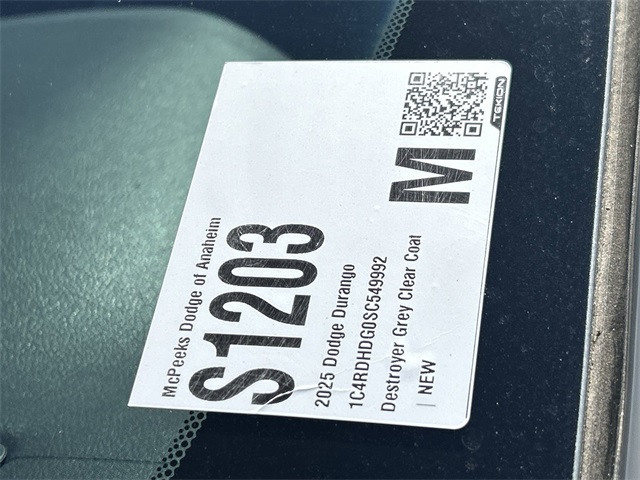 McPeeks Dodge of Anaheim
S1203
2025 Dodge Durango
1C4RDHDG0SC549992
Destroyer Grey Clear Coat
| NEW
M
TEKION